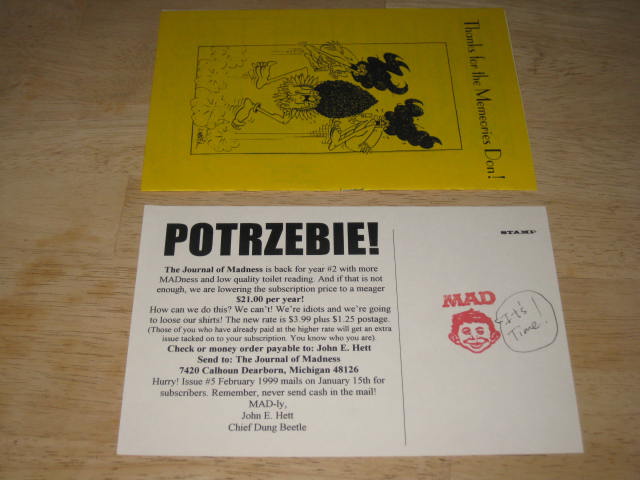 Thanks for the Memeories Don!
POTRZEBIE!
The Journal of Madness is back for year #2 with more
MADness and low quality toilet reading. And if that is not
enough, we are lowering the subscription price to a meager
$21.00 per year!
How can we do this? We can't! We're idiots and we're going
to loose our shirts! The new rate is $3.99 plus $1.25 postage.
(Those of you who have already paid at the higher rate will get an extra
issue tacked on to your subscription. You know who you are).
Check or money order payable to: John E. Hett
Send to: The Journal of Madness
7420 Calhoun Dearborn, Michigan 48126
Hurry! Issue #5 February 1999 mails on January 15th for
subscribers. Remember, never send cash in the mail!
MAD-ly,
John E. Hett
Chief Dung Beetle
STAMP
MAD
It's
Time!